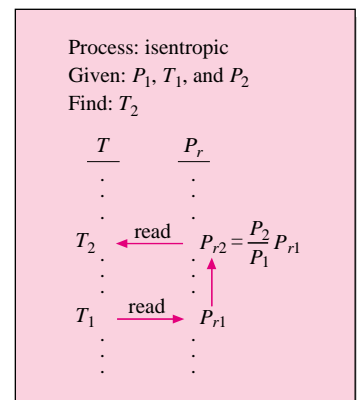 Process: isentropic
Given: P1, T1, and P2
Find: T2
T Pr
.
.
.
T2 read Pr2 = P2/P1 Pr1
.
.
.
T1 read Pr1
.
.
.